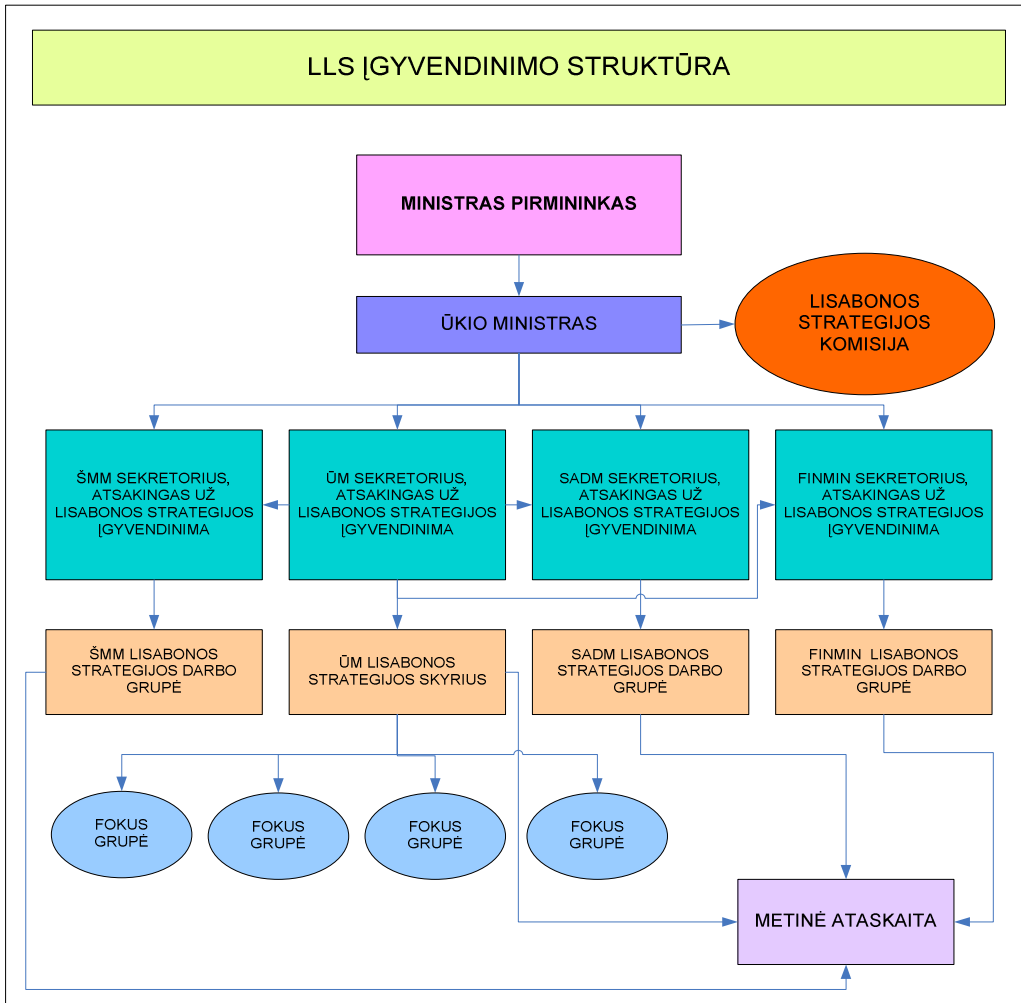 LLS ĮGYVENDINIMO STRUKTŪRA
MINISTRAS PIRMININKAS
ŪKIO MINISTRAS
LISABONOS
STRATEGIJOS
KOMISIJA
ŠMM SEKRETORIUS,
ATSAKINGAS UŽ
LISABONOS STRATEGIJOS
ĮGYVENDINIMA
ŪM SEKRETORIUS,
ATSAKINGAS UŽ
LISABONOS STRATEGIJOS
ĮGYVENDINIMA
SADM SEKRETORIUS,
ATSAKINGAS UŽ
LISABONOS STRATEGIJOS
ĮGYVENDINIMA
FINMIN SEKRETORIUS,
ATSAKINGAS UŽ
LISABONOS STRATEGIJOS
ĮGYVENDINIMA
ŠMM LISABONOS
STRATEGIJOS DARBO
GRUPĖ
ŪM LISABONOS
STRATEGIJOS SKYRIUS
SADM LISABONOS
STRATEGIJOS DARBO
GRUPĖ
FINMIN LISABONOS
STRATEGIJOS DARBO
GRUPĖ
FOKUS
GRUPĖ
FOKUS
GRUPĖ
FOKUS
GRUPĖ
FOKUS
GRUPĖ
METINĖ ATASKAITA